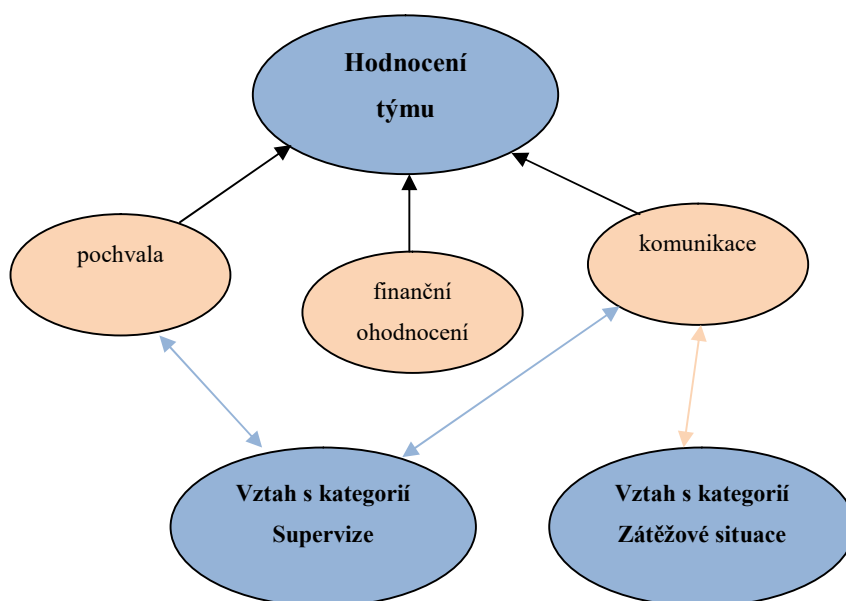 Hodnocení
týmu
pochvala
finanční
ohodnocení
komunikace
Vztah s kategorií
Supervize
Vztah s kategorií
Zátěžové situace